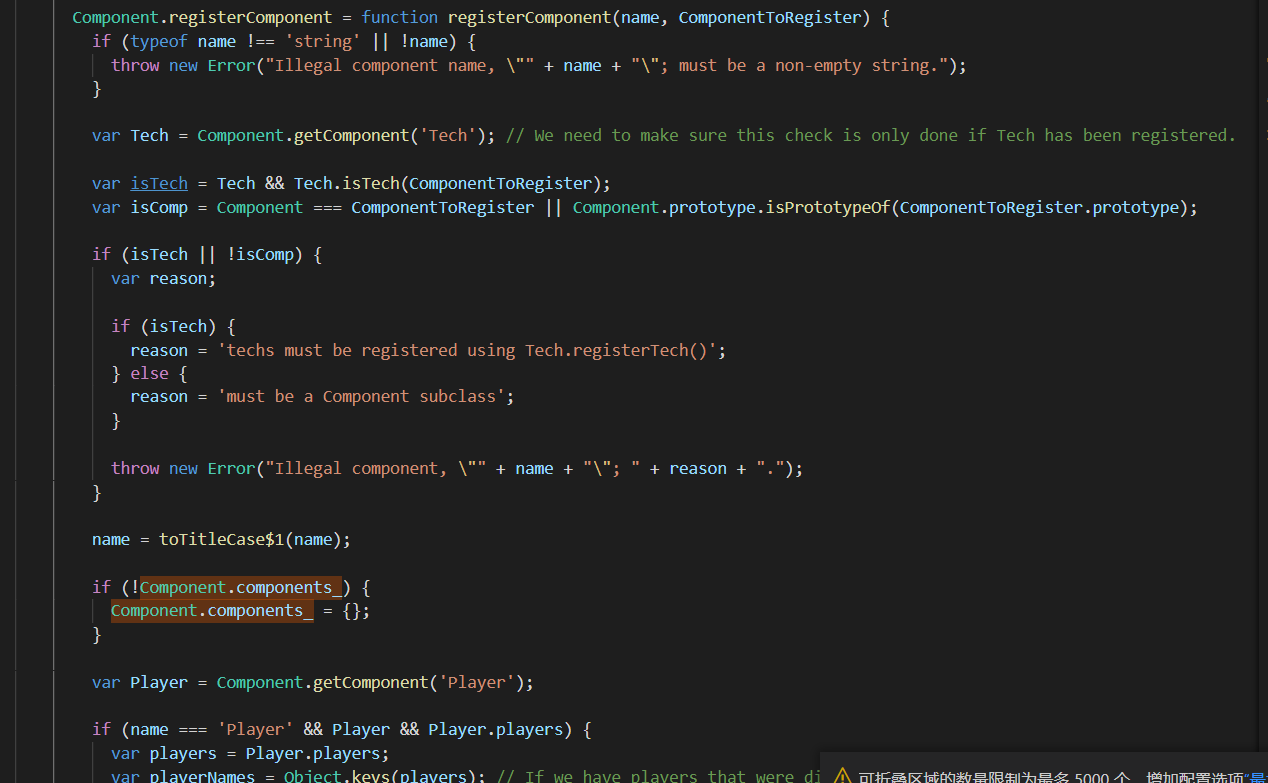 Component.registerComponent = function registerComponent(name, ComponentToRegister) {
if (typeof name !== 'string' || !name) {
throw new Error("Illegal component name, \"" + name + "\"; must be a non-empty string.");
}
var Tech = Component.getComponent('Tech'); // We need to make sure this check is only done if Tech has been registered.
var isTech = Tech && Tech.isTech(ComponentToRegister);
var isComp = Component === ComponentToRegister || Component.prototype.isPrototypeOf(ComponentToRegister.prototype);
if (isTech || !isComp) {
var reason;
if (isTech) {
reason = 'techs must be registered using Tech.registerTech()';
} else {
reason = 'must be a Component subclass';
}
throw new Error("Illegal component, \"" + name + "\"; " + reason + ".");
}
name = toTitleCase$1(name);
if (!Component.components_) {
Component.components_ = {};
}
var Player = Component.getComponent('Player');
if (name === 'Player' && Player && Player.players) {
var players = Player.players;
var playerNames = Object.keys(players); // If we have players that were di
可折叠区域的数量限制为最多 5000 个。增加配置选项“